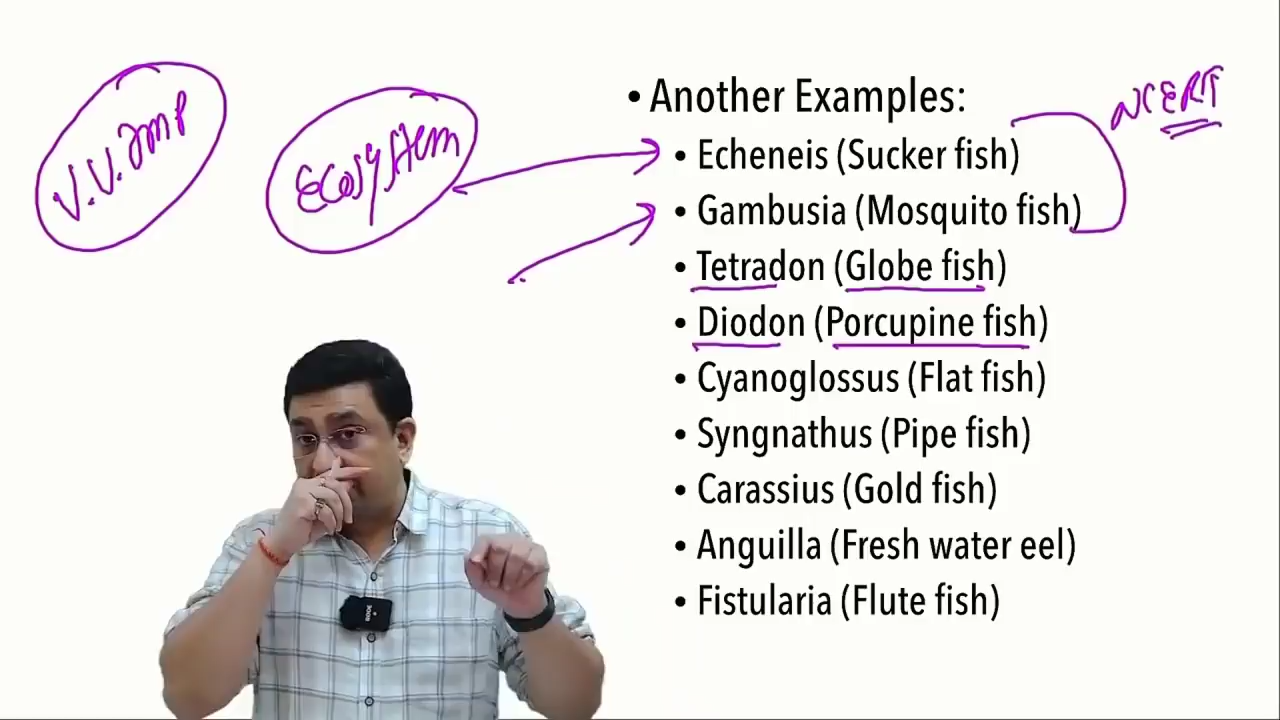 V.V. Imp
Ecosystem
NCERT
• Another Examples:
• Echeneis (Sucker fish)
• Gambusia (Mosquito fish)
• Tetradon (Globe fish)
• Diodon (Porcupine fish)
• Cyanoglossus (Flat fish)
• Syngnathus (Pipe fish)
• Carassius (Gold fish)
• Anguilla (Fresh water eel)
• Fistularia (Flute fish)